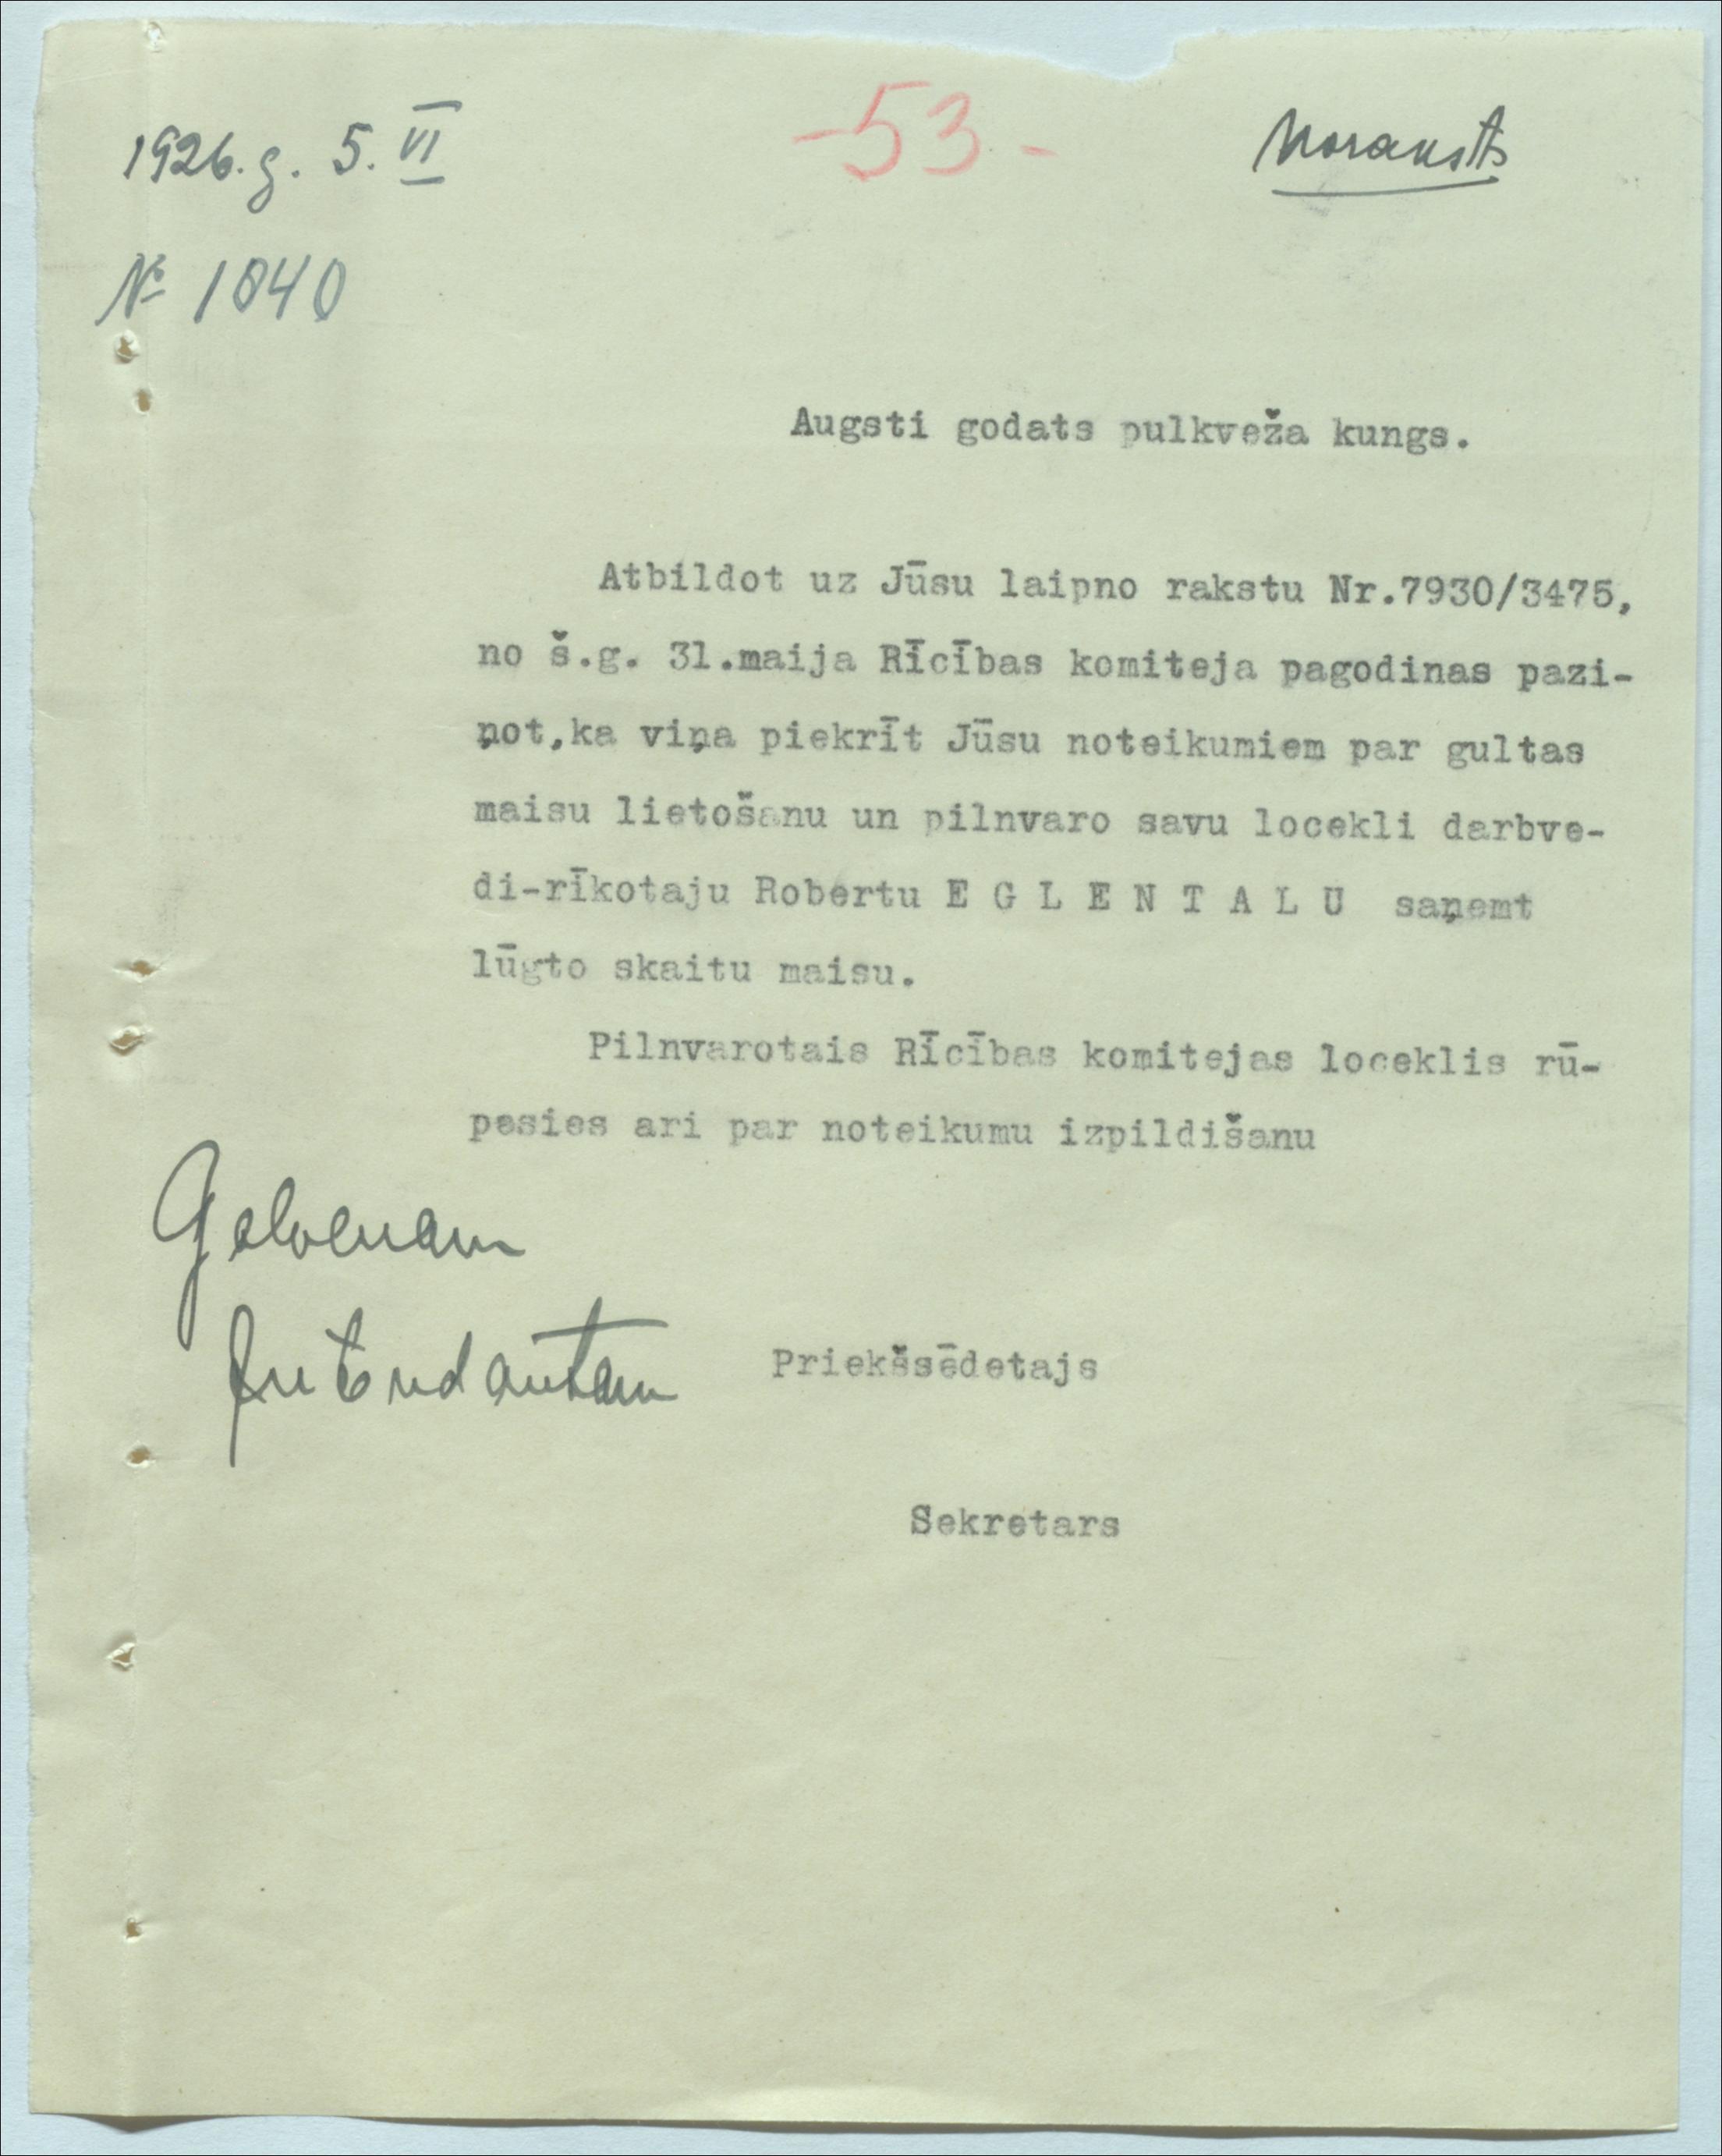 1926.g. 5.VI
-53-
Noraksts
№ 1040
Augsti godats pulkveža kungs.
Atbildot uz Jūsu laipno rakstu Nr.7930/3475,
no š.g. 31.maija Rīcības komiteja pagodinas pazi-
ņot,ka viņa piekrīt Jūsu noteikumiem par gultas
maisu lietošanu un pilnvaro savu locekli darbve-
di-rīkotaju Robertu E G L E N T A L U saņemt
lūgto skaitu maisu.
Pilnvarotais Rīcības komitejas loceklis rū-
pesies ari par noteikumu izpildišanu
Galvenam
Intendantam
Priekšsēdetajs
Sekretars